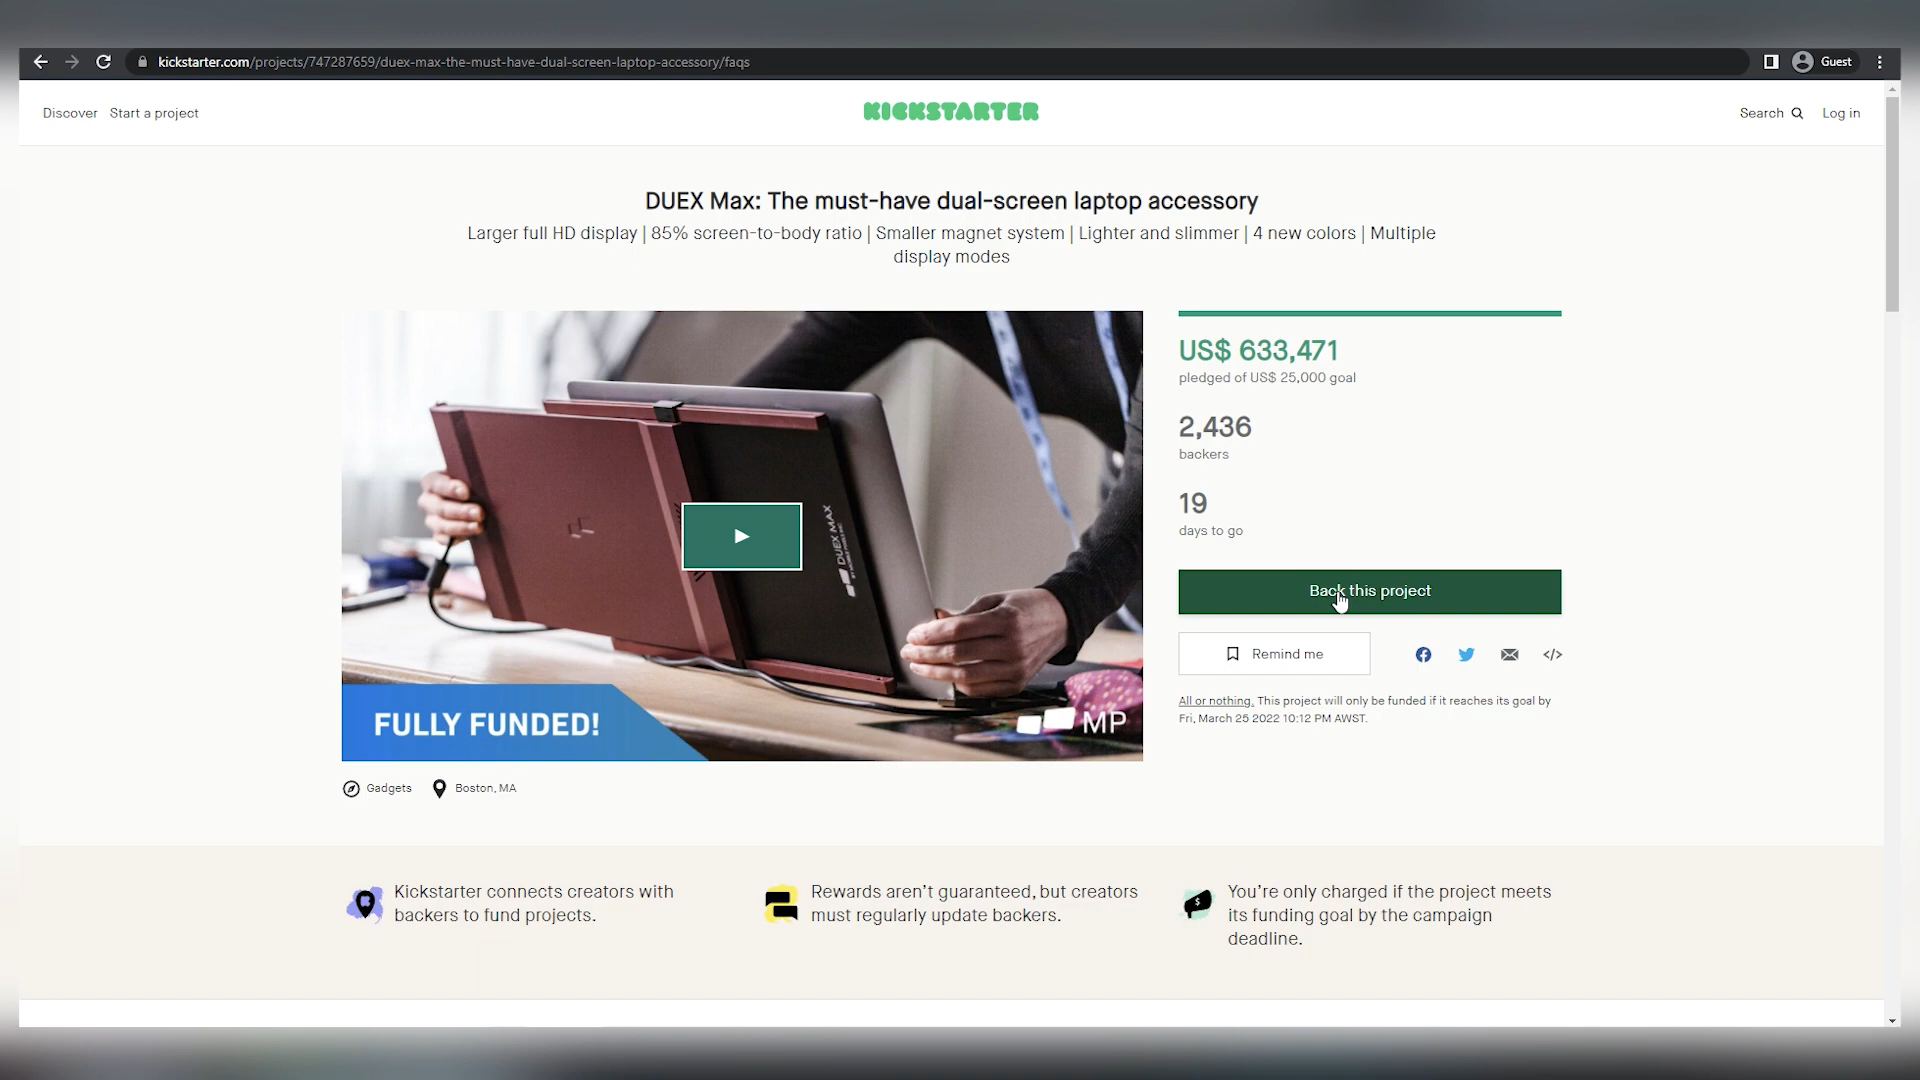 kickstarter.com/projects/747287659/duex-max-the-must-have-dual-screen-laptop-accessory/faqs
Guest
Discover Start a project
KICKSTARTER
Search Log in
DUEX Max: The must-have dual-screen laptop accessory
Larger full HD display | 85% screen-to-body ratio | Smaller magnet system | Lighter and slimmer | 4 new colors | Multiple
display modes
DUEX MAX
FULLY FUNDED!
MP
US$ 633,471
pledged of US$ 25,000 goal
2,436
backers
19
days to go
Back this project
Remind me
All or nothing. This project will only be funded if it reaches its goal by
Fri, March 25 2022 10:12 PM AWST.
Gadgets Boston, MA
Kickstarter connects creators with
backers to fund projects.
Rewards aren't guaranteed, but creators
must regularly update backers.
You're only charged if the project meets
its funding goal by the campaign
deadline.